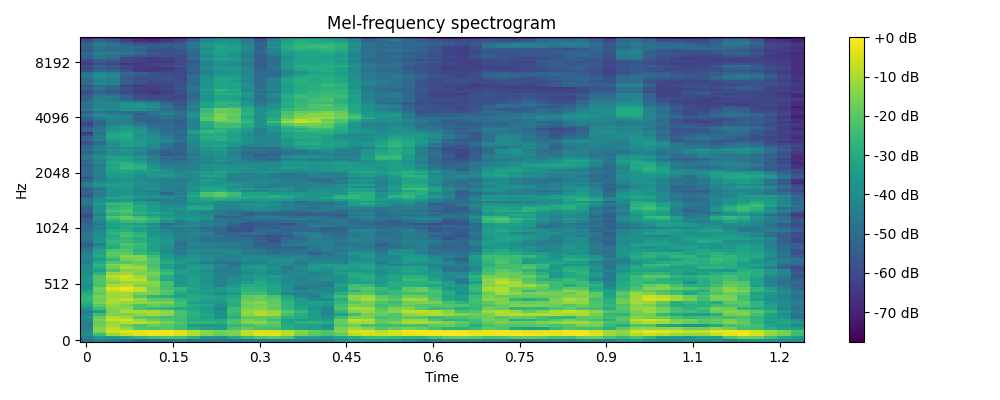 Mel-frequency spectrogram
8192
4096
2048
1024
512
0
Hz
0 0.15 0.3 0.45 0.6 0.75 0.9 1.1 1.2
Time
+0 dB
-10 dB
-20 dB
-30 dB
-40 dB
-50 dB
-60 dB
-70 dB